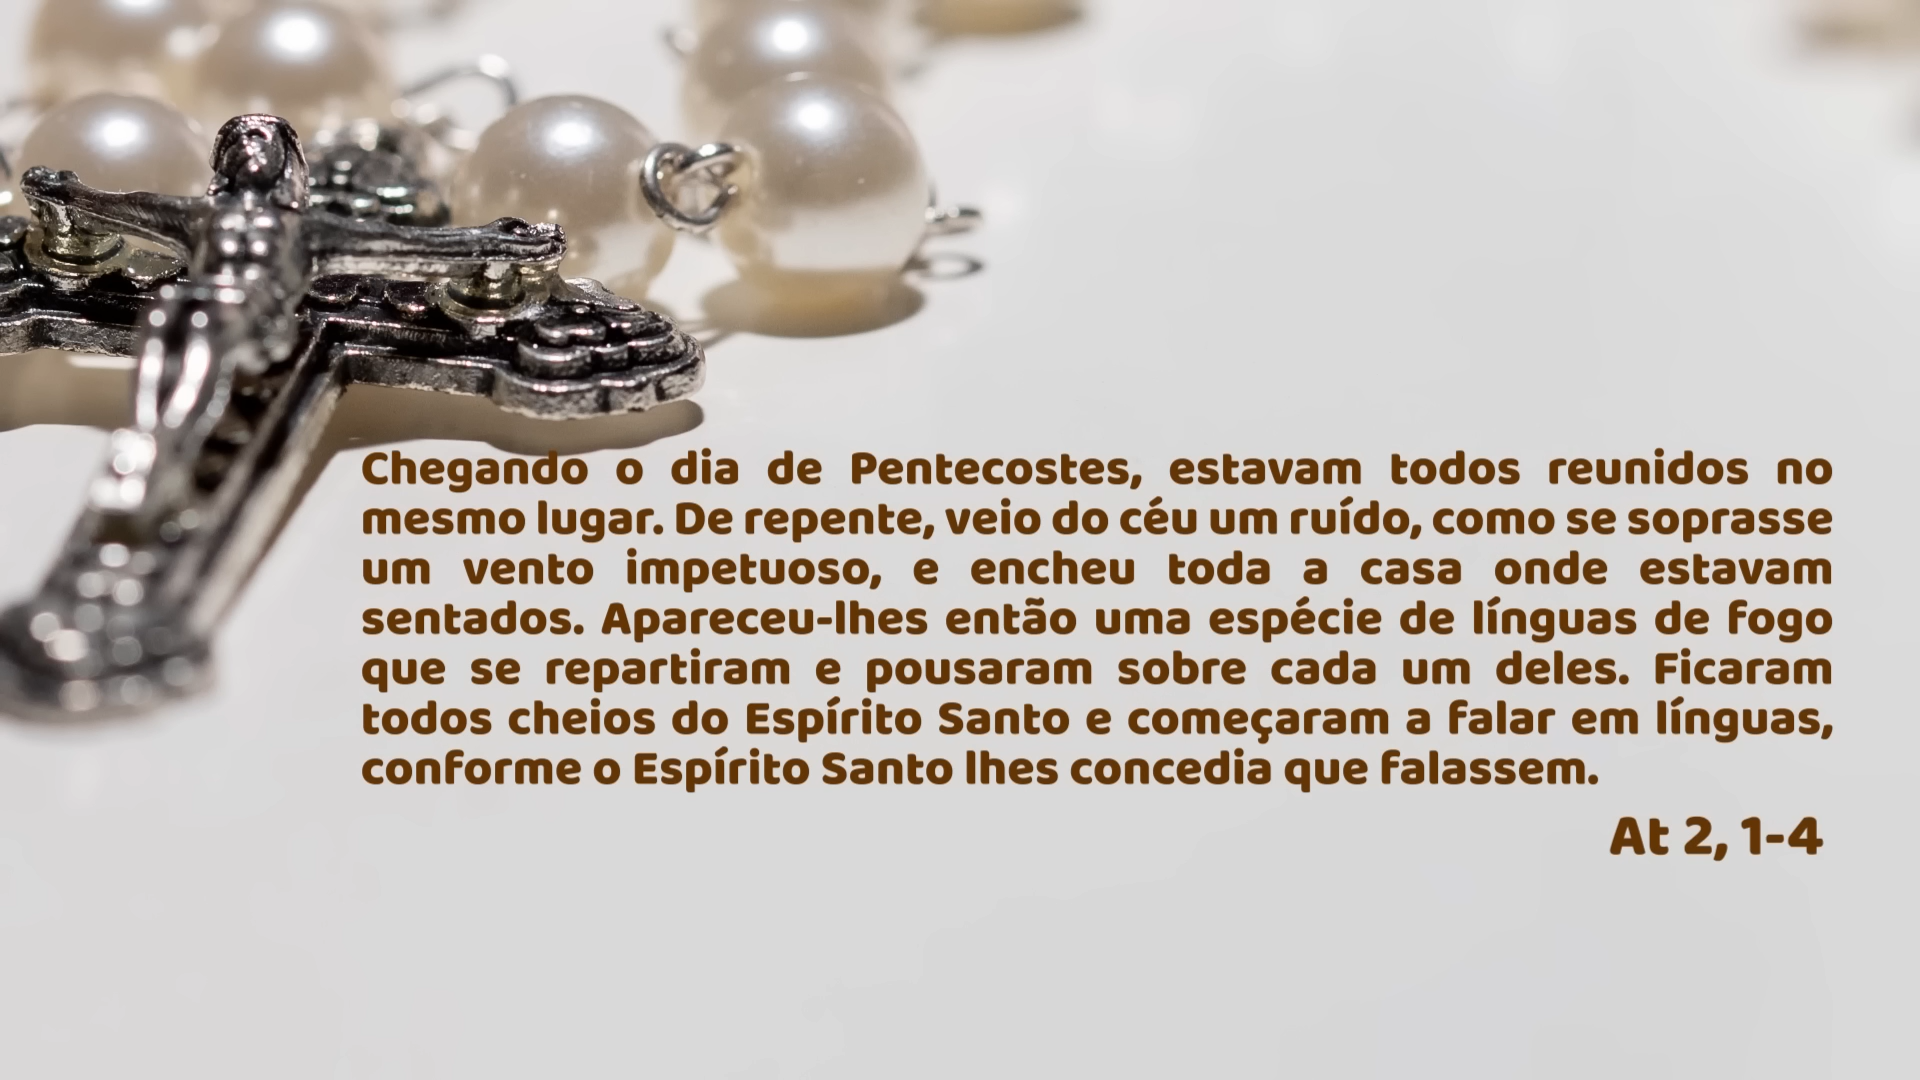 Chegando o dia de Pentecostes, estavam todos reunidos no
mesmo lugar. De repente, veio do céu um ruído, como se soprasse
um vento impetuoso, e encheu toda a casa onde estavam
sentados. Apareceu-lhes então uma espécie de línguas de fogo
que se repartiram e pousaram sobre cada um deles. Ficaram
todos cheios do Espírito Santo e começaram a falar em línguas,
conforme o Espírito Santo lhes concedia que falassem.
At 2, 1-4